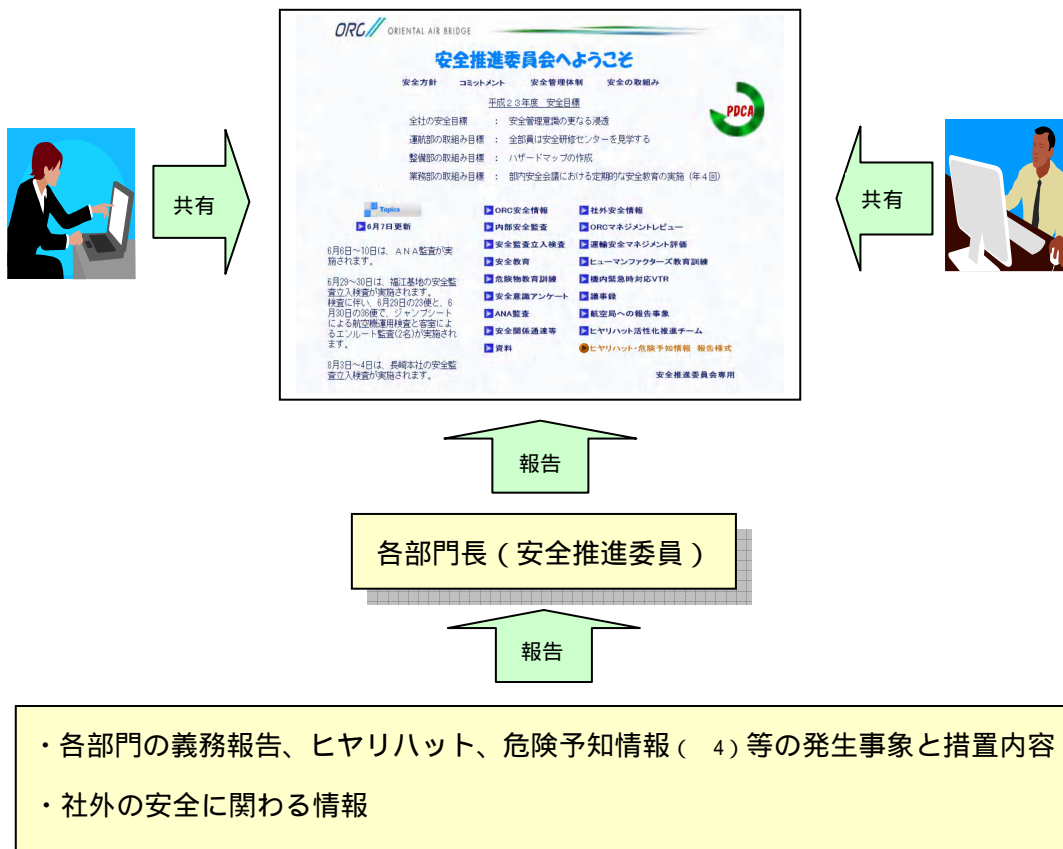 ORC ORIENTAL AIR BRIDGE
安全推進委員会へようこそ
安全方針 コミットメント 安全管理体制 安全の取組み
平成23年度 安全目標
PDCA
全社の安全目標 : 安全管理意識の更なる浸透
運航部の取組み目標 : 全部員は安全研修センターを見学する
整備部の取組み目標 : ハザードマップの作成
業務部の取組み目標 : 部内安全会議における定期的な安全教育の実施(年4回)
Topics
6月7日更新
6月6日~10日は、ANA監査が実
施されます。
6月29~30日は、福江基地の安全監
査立入検査が実施されます。
検査に伴い、6月29日の23便と、6
月30日の36便で、ジャンプシート
による航空機運用検査と客室によ
るエンルート監査(2名)が実施され
ます。
8月3日~4日は、長崎本社の安全監
査立入検査が実施されます。
ORC安全情報 社外安全情報
内部安全監査 ORCマネジメントレビュー
安全監査立入検査 運輸安全マネジメント評価
安全教育 ヒューマンファクターズ教育訓練
危険物教育訓練 機内緊急時対応VTR
安全意識アンケート 議事録
ANA監査 航空局への報告事象
安全関係通達等 ヒヤリハット活性化推進チーム
資料 ヒヤリハット・危険予知情報 報告様式
安全推進委員会専用
共有
共有
報告
各部門長(安全推進委員)
報告
・各部門の義務報告、ヒヤリハット、危険予知情報( 4)等の発生事象と措置内容
・社外の安全に関わる情報